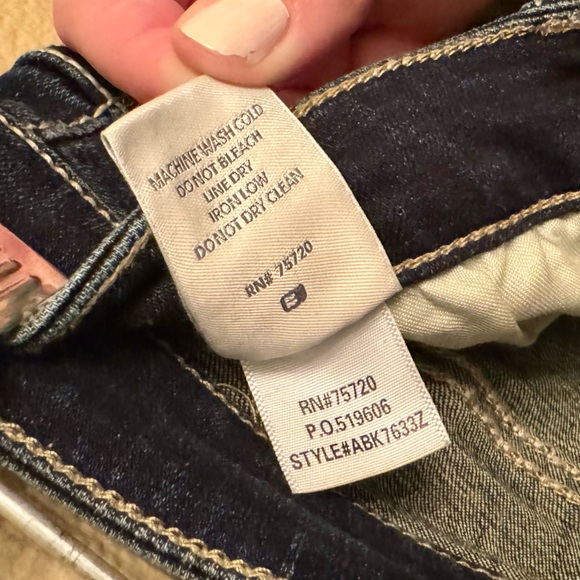 MACHINE WASH COLD
DO NOT BLEACH
LINE DRY
IRON LOW
DO NOT DRY CLEAN
RN# 75720
B
RN#75720
P.O.519606
STYLE#ABK7633Z